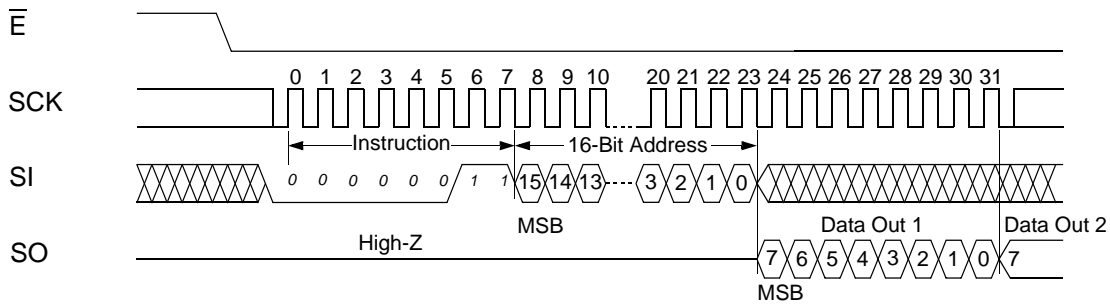 E
0 1 2 3 4 5 6 7 8 9 10 20 21 22 23 24 25 26 27 28 29 30 31
SCK
Instruction 16-Bit Address
SI 0 0 0 0 0 0 1 1 15 14 13 3 2 1 0
MSB Data Out 1 Data Out 2
High-Z
SO 7 6 5 4 3 2 1 0 7
MSB